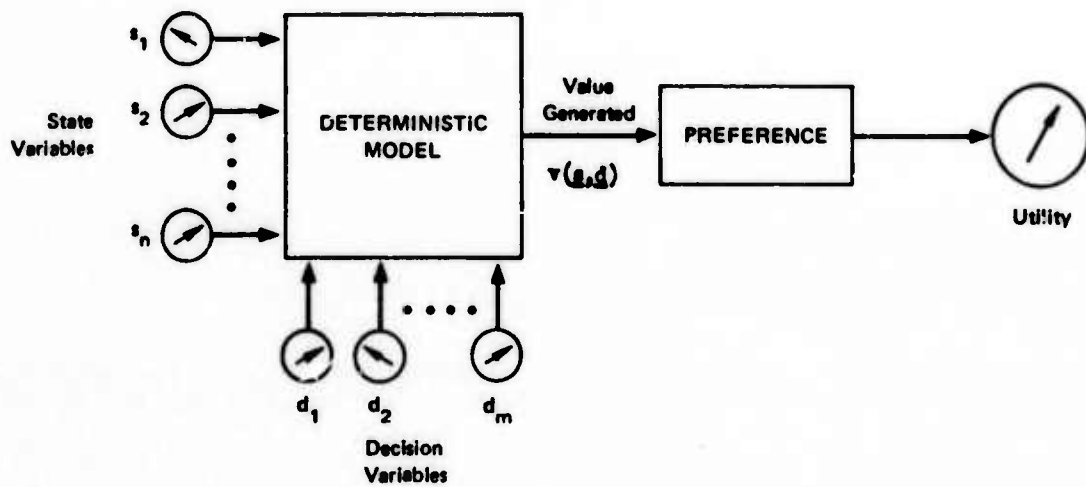 s1
s2
State
Variables
sn
DETERMINISTIC
MODEL
Value
Generated
v(s,d)
PREFERENCE
Utility
d1
d2
dm
Decision
Variables